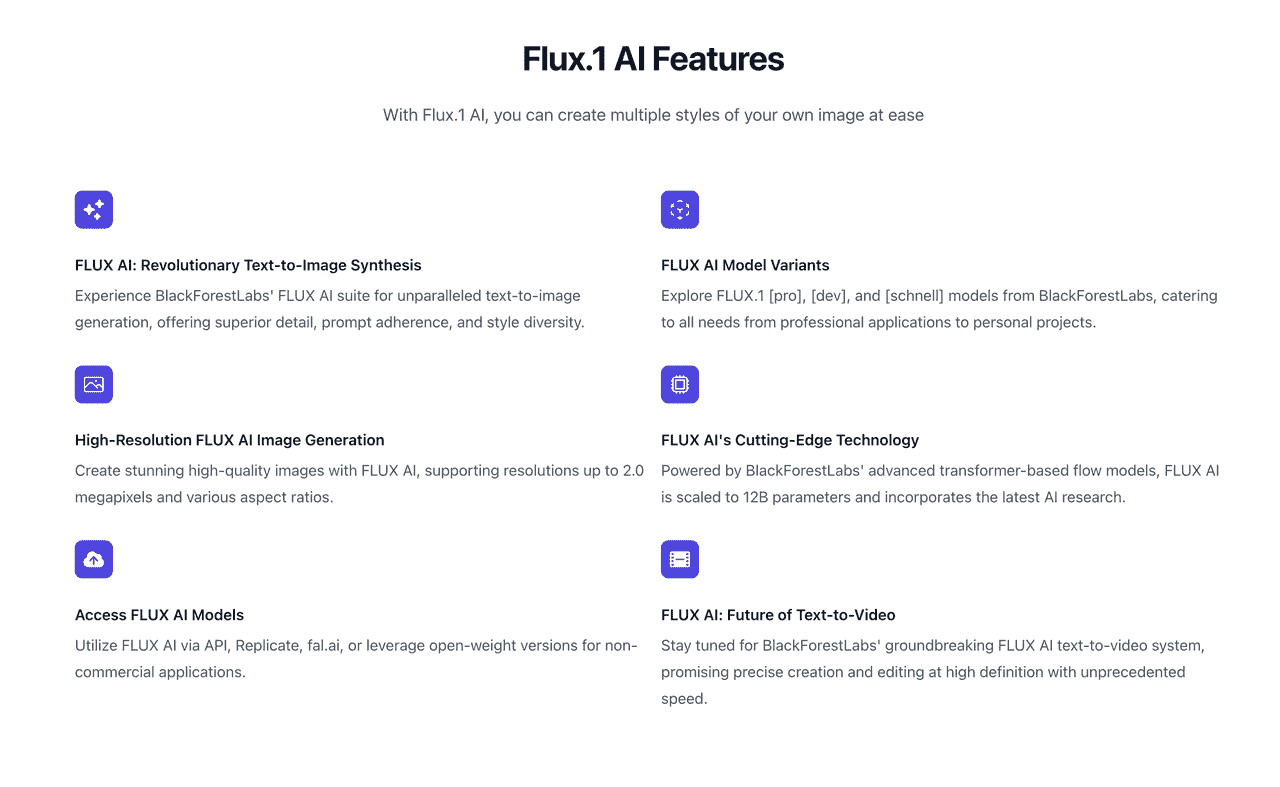 Flux.1 AI Features
With Flux.1 AI, you can create multiple styles of your own image at ease
FLUX AI: Revolutionary Text-to-Image Synthesis
Experience BlackForestLabs' FLUX AI suite for unparalleled text-to-image
generation, offering superior detail, prompt adherence, and style diversity.
FLUX AI Model Variants
Explore FLUX.1 [pro], [dev], and [schnell] models from BlackForestLabs, catering
to all needs from professional applications to personal projects.
High-Resolution FLUX AI Image Generation
Create stunning high-quality images with FLUX AI, supporting resolutions up to 2.0
megapixels and various aspect ratios.
FLUX AI's Cutting-Edge Technology
Powered by BlackForestLabs' advanced transformer-based flow models, FLUX AI
is scaled to 12B parameters and incorporates the latest AI research.
Access FLUX AI Models
Utilize FLUX AI via API, Replicate, fal.ai, or leverage open-weight versions for non-
commercial applications.
FLUX AI: Future of Text-to-Video
Stay tuned for BlackForestLabs' groundbreaking FLUX AI text-to-video system,
promising precise creation and editing at high definition with unprecedented
speed.